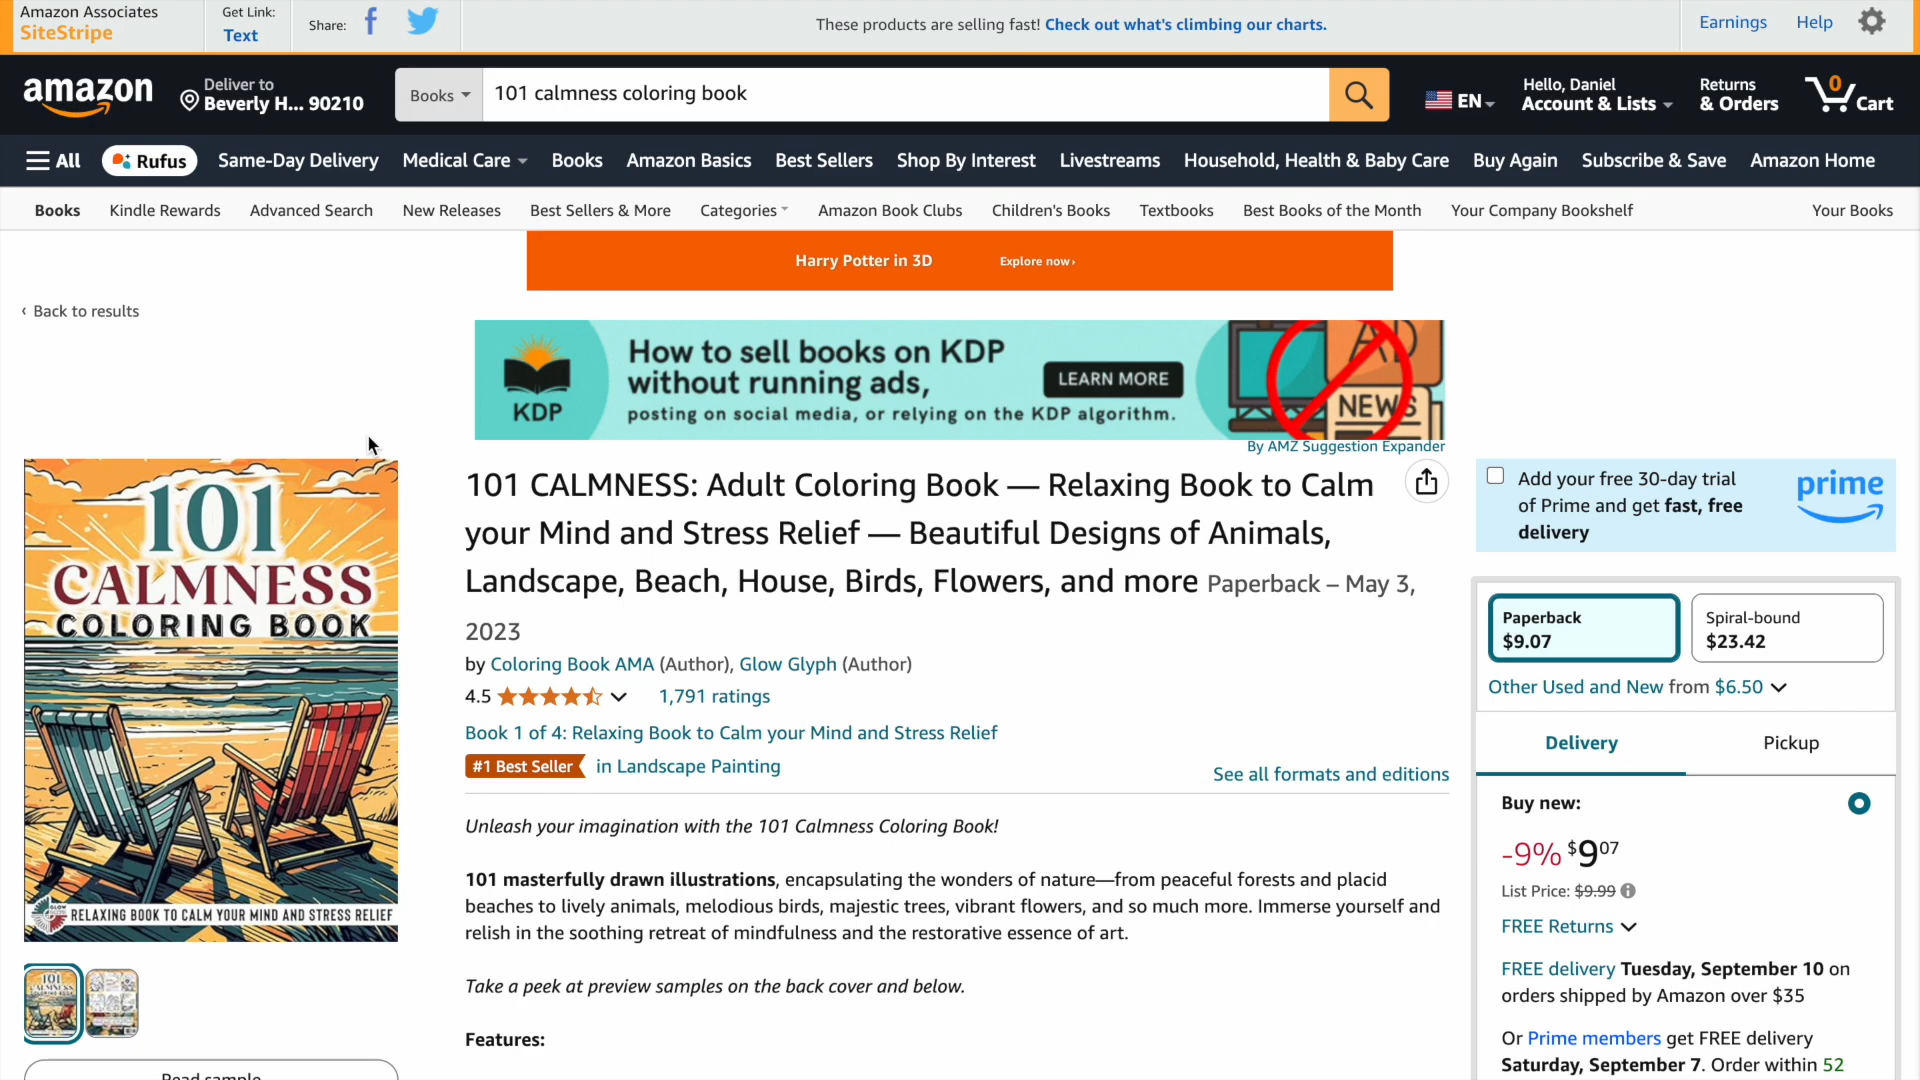 Amazon Associates
SiteStripe
Get Link:
Text
Share:
These products are selling fast! Check out what's climbing our charts.
Earnings
Help
amazon
Deliver to
Beverly H... 90210
Books
101 calmness coloring book
EN
Hello, Daniel
Account & Lists
Returns
& Orders
0
Cart
All
Rufus
Same-Day Delivery
Medical Care
Books
Amazon Basics
Best Sellers
Shop By Interest
Livestreams
Household, Health & Baby Care
Buy Again
Subscribe & Save
Amazon Home
Books
Kindle Rewards
Advanced Search
New Releases
Best Sellers & More
Categories
Amazon Book Clubs
Children's Books
Textbooks
Best Books of the Month
Your Company Bookshelf
Your Books
Harry Potter in 3D
Explore now ›
‹ Back to results
KDP
How to sell books on KDP
without running ads,
posting on social media, or relying on the KDP algorithm.
LEARN MORE
AD
NEWS
By AMZ Suggestion Expander
101
CALMNESS
COLORING BOOK
RELAXING BOOK TO CALM YOUR MIND AND STRESS RELIEF
101 CALMNESS: Adult Coloring Book — Relaxing Book to Calm
your Mind and Stress Relief — Beautiful Designs of Animals,
Landscape, Beach, House, Birds, Flowers, and more Paperback – May 3,
2023
by Coloring Book AMA (Author), Glow Glyph (Author)
4.5
1,791 ratings
Book 1 of 4: Relaxing Book to Calm your Mind and Stress Relief
#1 Best Seller in Landscape Painting
See all formats and editions
Unleash your imagination with the 101 Calmness Coloring Book!
101 masterfully drawn illustrations, encapsulating the wonders of nature—from peaceful forests and placid
beaches to lively animals, melodious birds, majestic trees, vibrant flowers, and so much more. Immerse yourself and
relish in the soothing retreat of mindfulness and the restorative essence of art.
Take a peek at preview samples on the back cover and below.
Features:
Read sample
Add your free 30-day trial
of Prime and get fast, free
delivery
prime
Paperback
$9.07
Spiral-bound
$23.42
Other Used and New from $6.50
Delivery
Pickup
Buy new:
-9% $9 07
List Price: $9.99
FREE Returns
FREE delivery Tuesday, September 10 on
orders shipped by Amazon over $35
Or Prime members get FREE delivery
Saturday, September 7. Order within 52